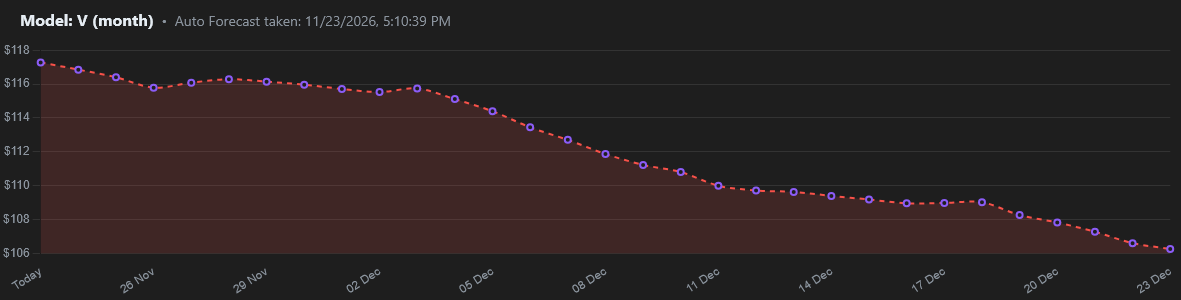 Model: V (month) • Auto Forecast taken: 11/23/2026, 5:10:39 PM
$118
$116
$114
$112
$110
$108
$106
Today
26 Nov
29 Nov
02 Dec
05 Dec
08 Dec
11 Dec
14 Dec
17 Dec
20 Dec
23 Dec